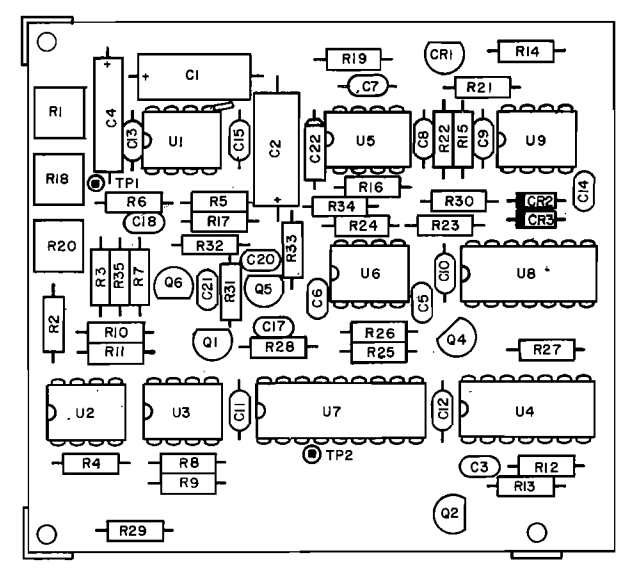 R19
CR1
R14
C1
C7
R21
R1
C4
C13
U1
C15
C2
C22
U5
C8
R22
R15
C9
U9
R18
TP1
R16
C14
R6
R5
R34
R30
CR2
C18
R17
R24
R23
CR3
R20
R32
R33
R3
R35
R7
Q6
C21
R31
C20
Q5
C6
U6
C5
C10
U8
R2
R10
R11
Q1
C17
R28
R26
R25
Q4
R27
U2
U3
C11
U7
C12
U4
TP2
R4
R8
R9
C3
R12
R13
Q2
R29